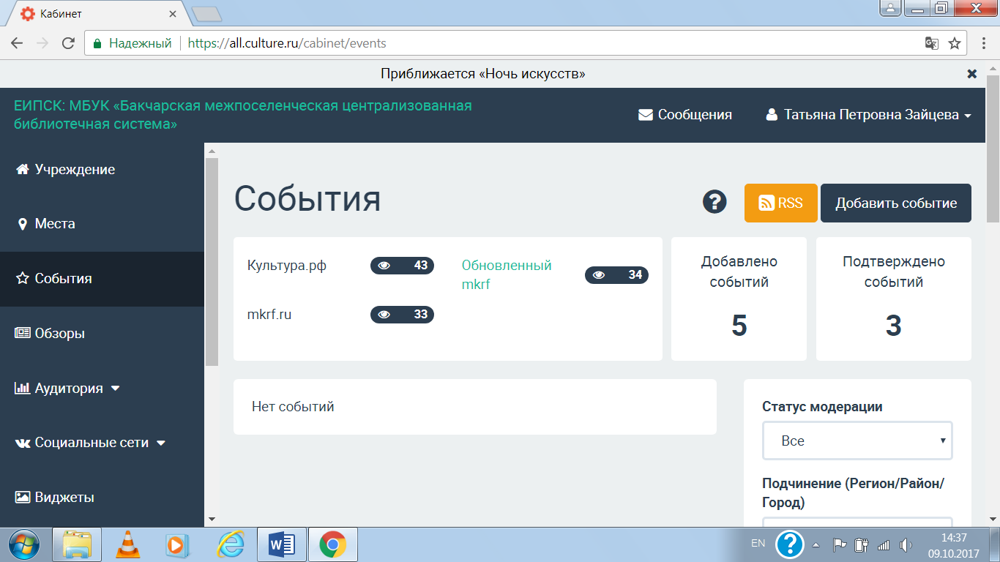 Кабинет
Надежный
https://all.culture.ru/cabinet/events
Приближается «Ночь искусств»
ЕИПСК: МБУК «Бакчарская межпоселенческая централизованная
библиотечная система»
Сообщения
Татьяна Петровна Зайцева
Учреждение
Места
События
Обзоры
Аудитория
Социальные сети
Виджеты
События
RSS
Добавить событие
Культура.рф
43
Обновленный
mkrf
34
mkrf.ru
33
Добавлено
событий
5
Подтверждено
событий
3
Нет событий
Статус модерации
Все
Подчинение (Регион/Район/
Город)
EN
14:37
09.10.2017